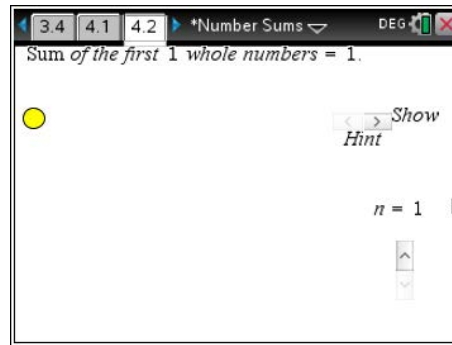 3.4 4.1 4.2 *Number Sums DEG
Sum of the first 1 whole numbers = 1.
Show
Hint
n = 1